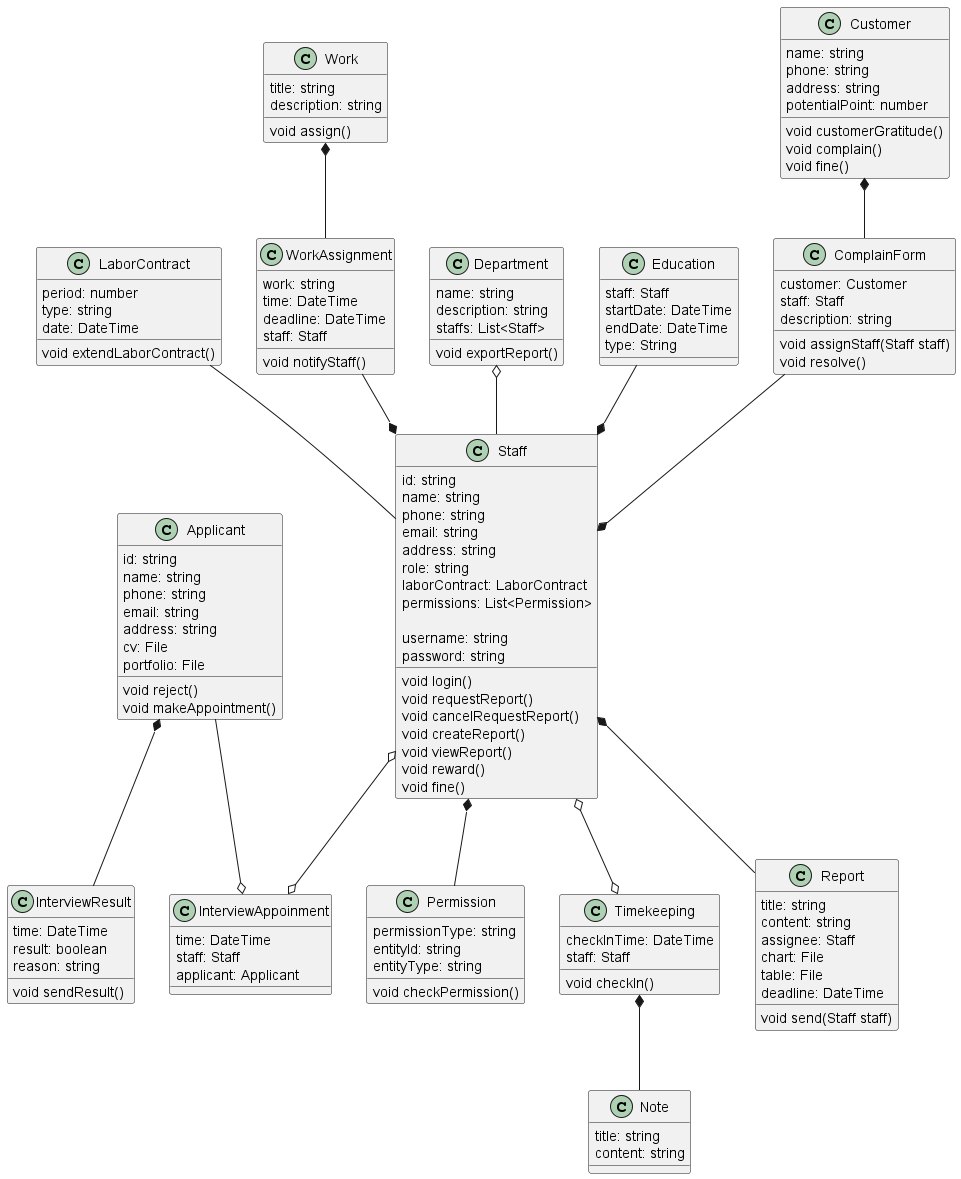 C Customer
name: string
phone: string
address: string
potentialPoint: number
void customerGratitude()
void complain()
void fine()
C Work
title: string
description: string
void assign()
C LaborContract
period: number
type: string
date: DateTime
void extendLaborContract()
C WorkAssignment
work: string
time: DateTime
deadline: DateTime
staff: Staff
void notifyStaff()
C Department
name: string
description: string
staffs: List<Staff>
void exportReport()
C Education
staff: Staff
startDate: DateTime
endDate: DateTime
type: String
C ComplainForm
customer: Customer
staff: Staff
description: string
void assignStaff(Staff staff)
void resolve()
C Staff
id: string
name: string
phone: string
email: string
address: string
role: string
laborContract: LaborContract
permissions: List<Permission>
username: string
password: string
void login()
void requestReport()
void cancelRequestReport()
void createReport()
void viewReport()
void reward()
void fine()
C Applicant
id: string
name: string
phone: string
email: string
address: string
cv: File
portfolio: File
void reject()
void makeAppointment()
C InterviewResult
time: DateTime
result: boolean
reason: string
void sendResult()
C InterviewAppoinment
time: DateTime
staff: Staff
applicant: Applicant
C Permission
permissionType: string
entityId: string
entityType: string
void checkPermission()
C Timekeeping
checkInTime: DateTime
staff: Staff
void checkIn()
C Report
title: string
content: string
assignee: Staff
chart: File
table: File
deadline: DateTime
void send(Staff staff)
C Note
title: string
content: string